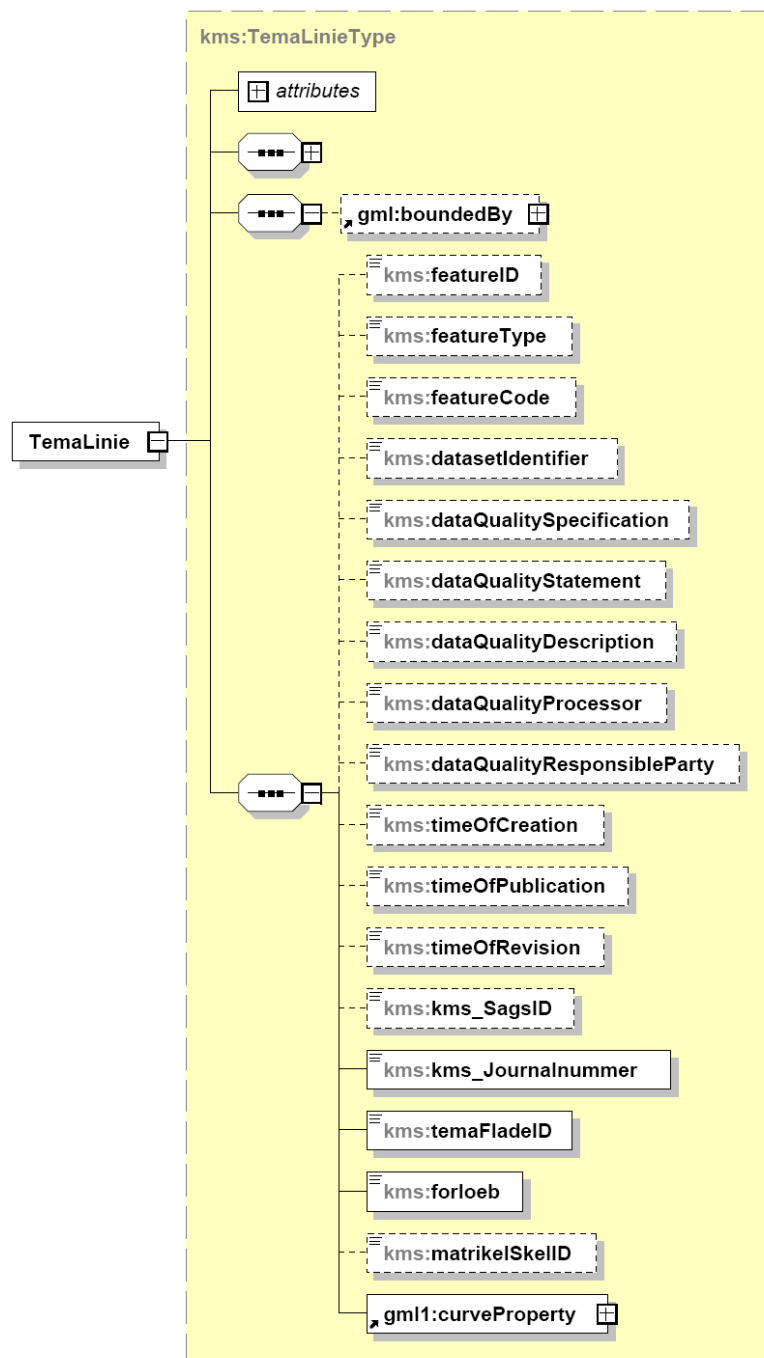 kms:TemaLinieType
attributes
gml:boundedBy
kms:featureID
kms:featureType
kms:featureCode
TemaLinie
kms:datasetIdentifier
kms:dataQualitySpecification
kms:dataQualityStatement
kms:dataQualityDescription
kms:dataQualityProcessor
kms:dataQualityResponsibleParty
kms:timeOfCreation
kms:timeOfPublication
kms:timeOfRevision
kms:kms_SagsID
kms:kms_Journalnummer
kms:temaFladeID
kms:forloeb
kms:matrikelSkelID
gml1:curveProperty